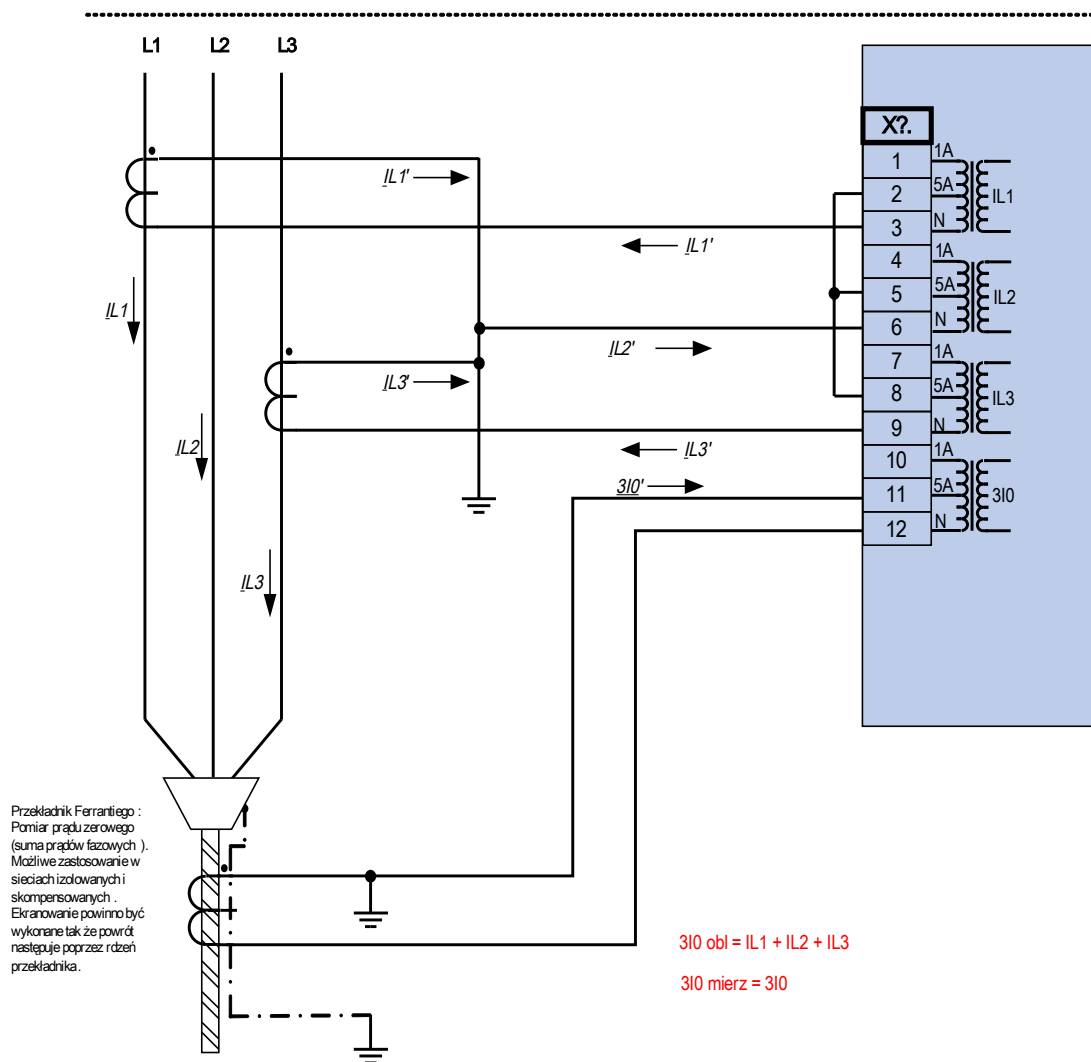 L1 L2 L3
X?.
1 1A
2 5A IL1
3 N
4 1A
5 5A IL2
6 N
7 1A
8 5A IL3
9 N
10 1A
11 5A 3I0
12 N
IL1'
IL1'
IL1
IL2'
IL3'
IL2
IL3'
3I0'
IL3
Przekładnik Ferrantiego :
Pomiar prądu zerowego
(suma prądów fazowych ).
Możliwe zastosowanie w
sieciach izolowanych i
skompensowanych .
Ekranowanie powinno być
wykonane tak że powrót
następuje poprzez rdzeń
przekładnika.
3I0 obl = IL1 + IL2 + IL3
3I0 mierz = 3I0